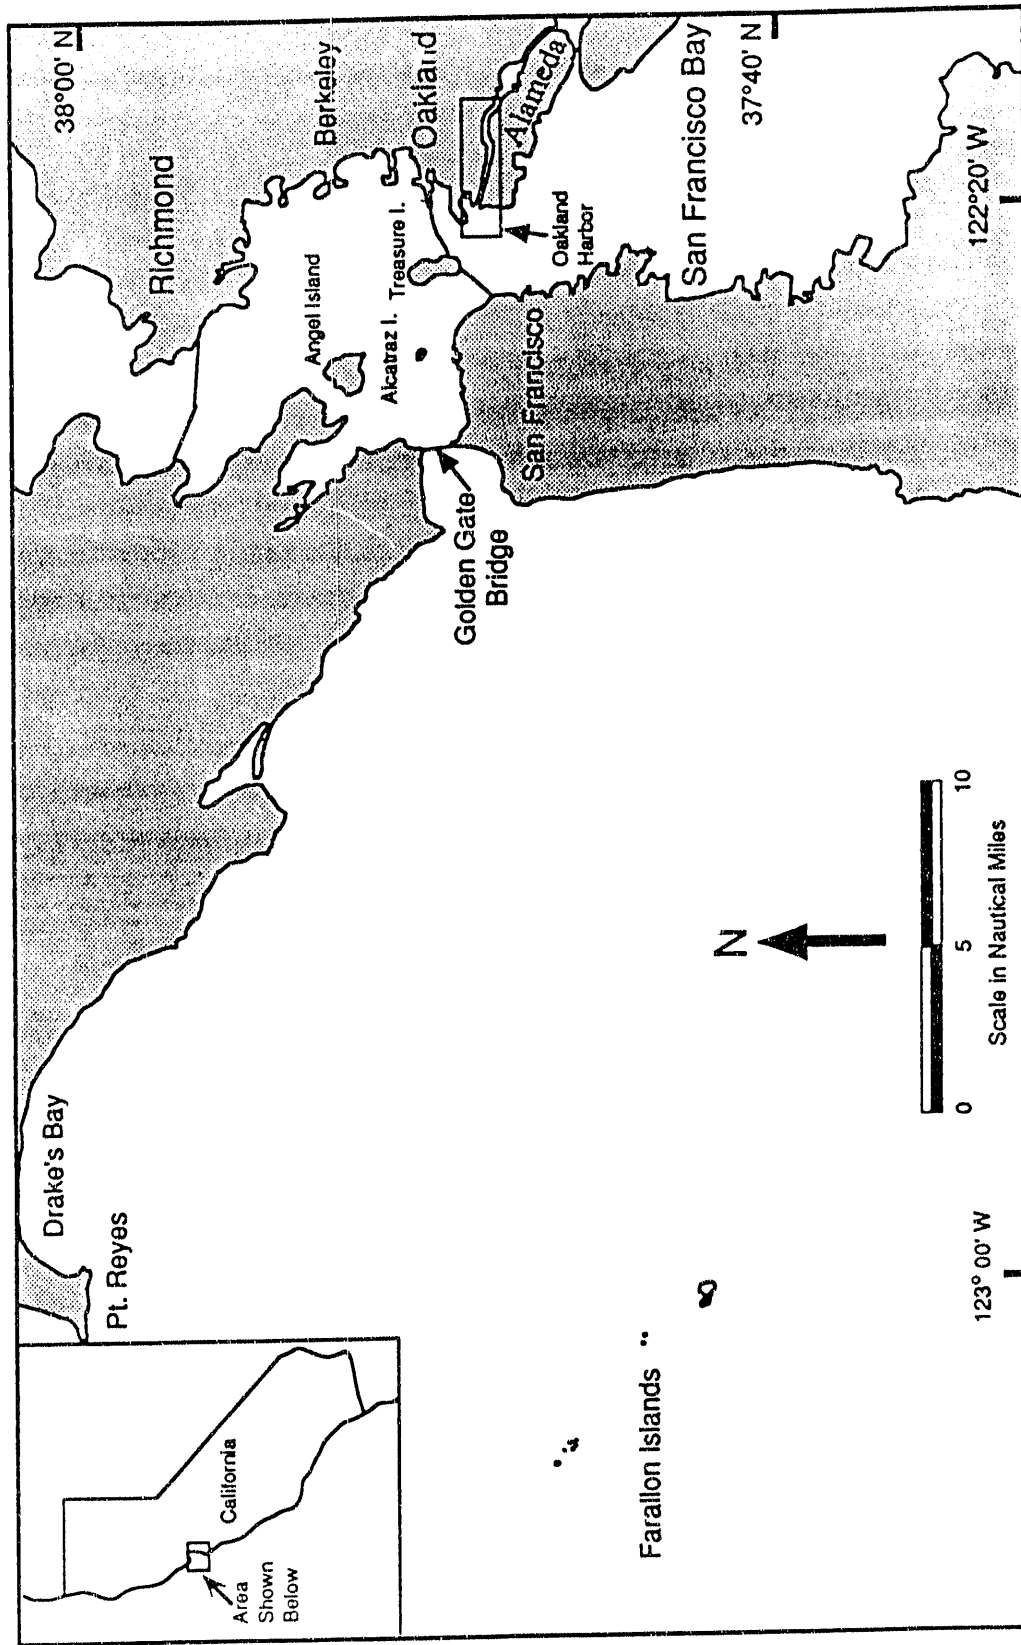 Area
Shown
Below
California
Pt. Reyes
Drake's Bay
Richmond
38°00' N
Berkeley
Oakland
Alameda
Angel Island
Alcatraz I.
Treasure I.
Oakland
Harbor
Golden Gate
Bridge
San Francisco
San Francisco Bay
37°40' N
122°20' W
Farallon Islands
N
0
5
10
Scale in Nautical Miles
123° 00' W